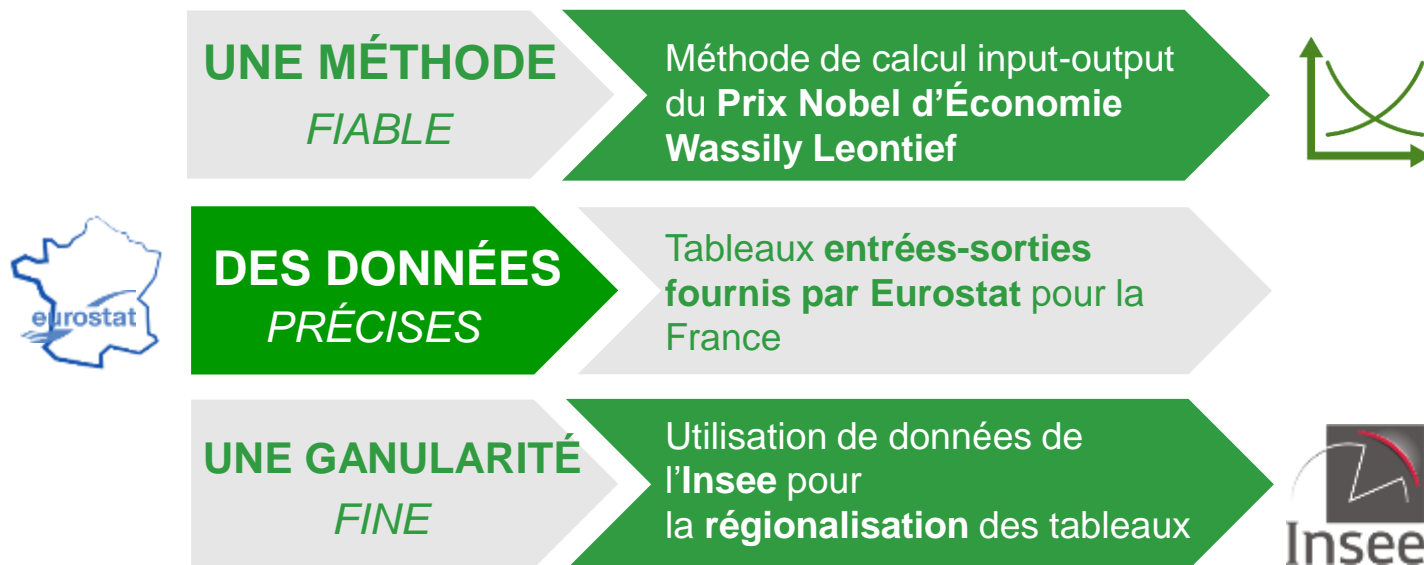 UNE MÉTHODE
FIABLE
Méthode de calcul input-output
du Prix Nobel d’Économie
Wassily Leontief
eurostat
DES DONNÉES
PRÉCISES
Tableaux entrées-sorties
fournis par Eurostat pour la
France
UNE GANULARITÉ
FINE
Utilisation de données de
l’Insee pour
la régionalisation des tableaux
Insee